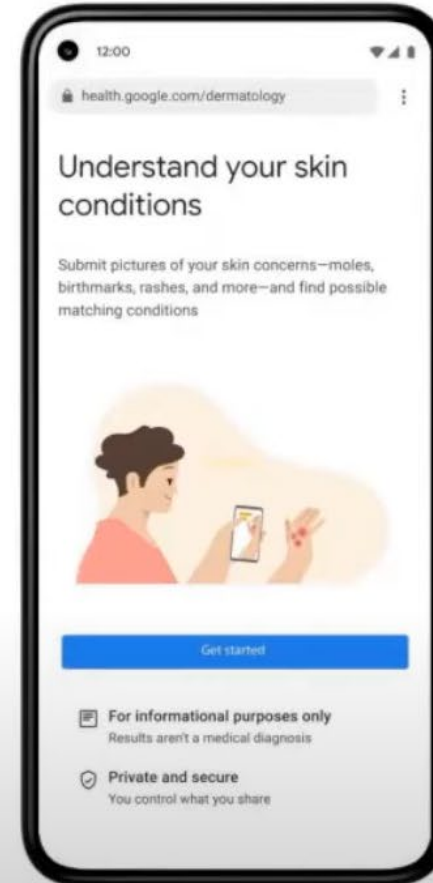 12:00
health.google.com/dermatology
Understand your skin
conditions
Submit pictures of your skin concerns—moles,
birthmarks, rashes, and more—and find possible
matching conditions
Get started
For informational purposes only
Results aren't a medical diagnosis
Private and secure
You control what you share